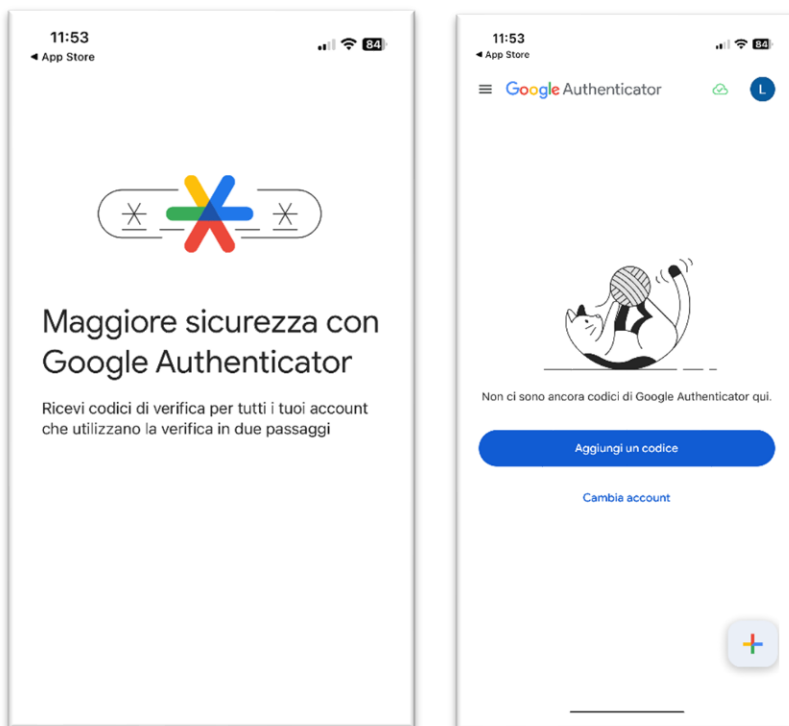 11:53
84
◀ App Store
Maggiore sicurezza con
Google Authenticator
Ricevi codici di verifica per tutti i tuoi account
che utilizzano la verifica in due passaggi
11:53
84
◀ App Store
Google Authenticator
L
Non ci sono ancora codici di Google Authenticator qui.
Aggiungi un codice
Cambia account